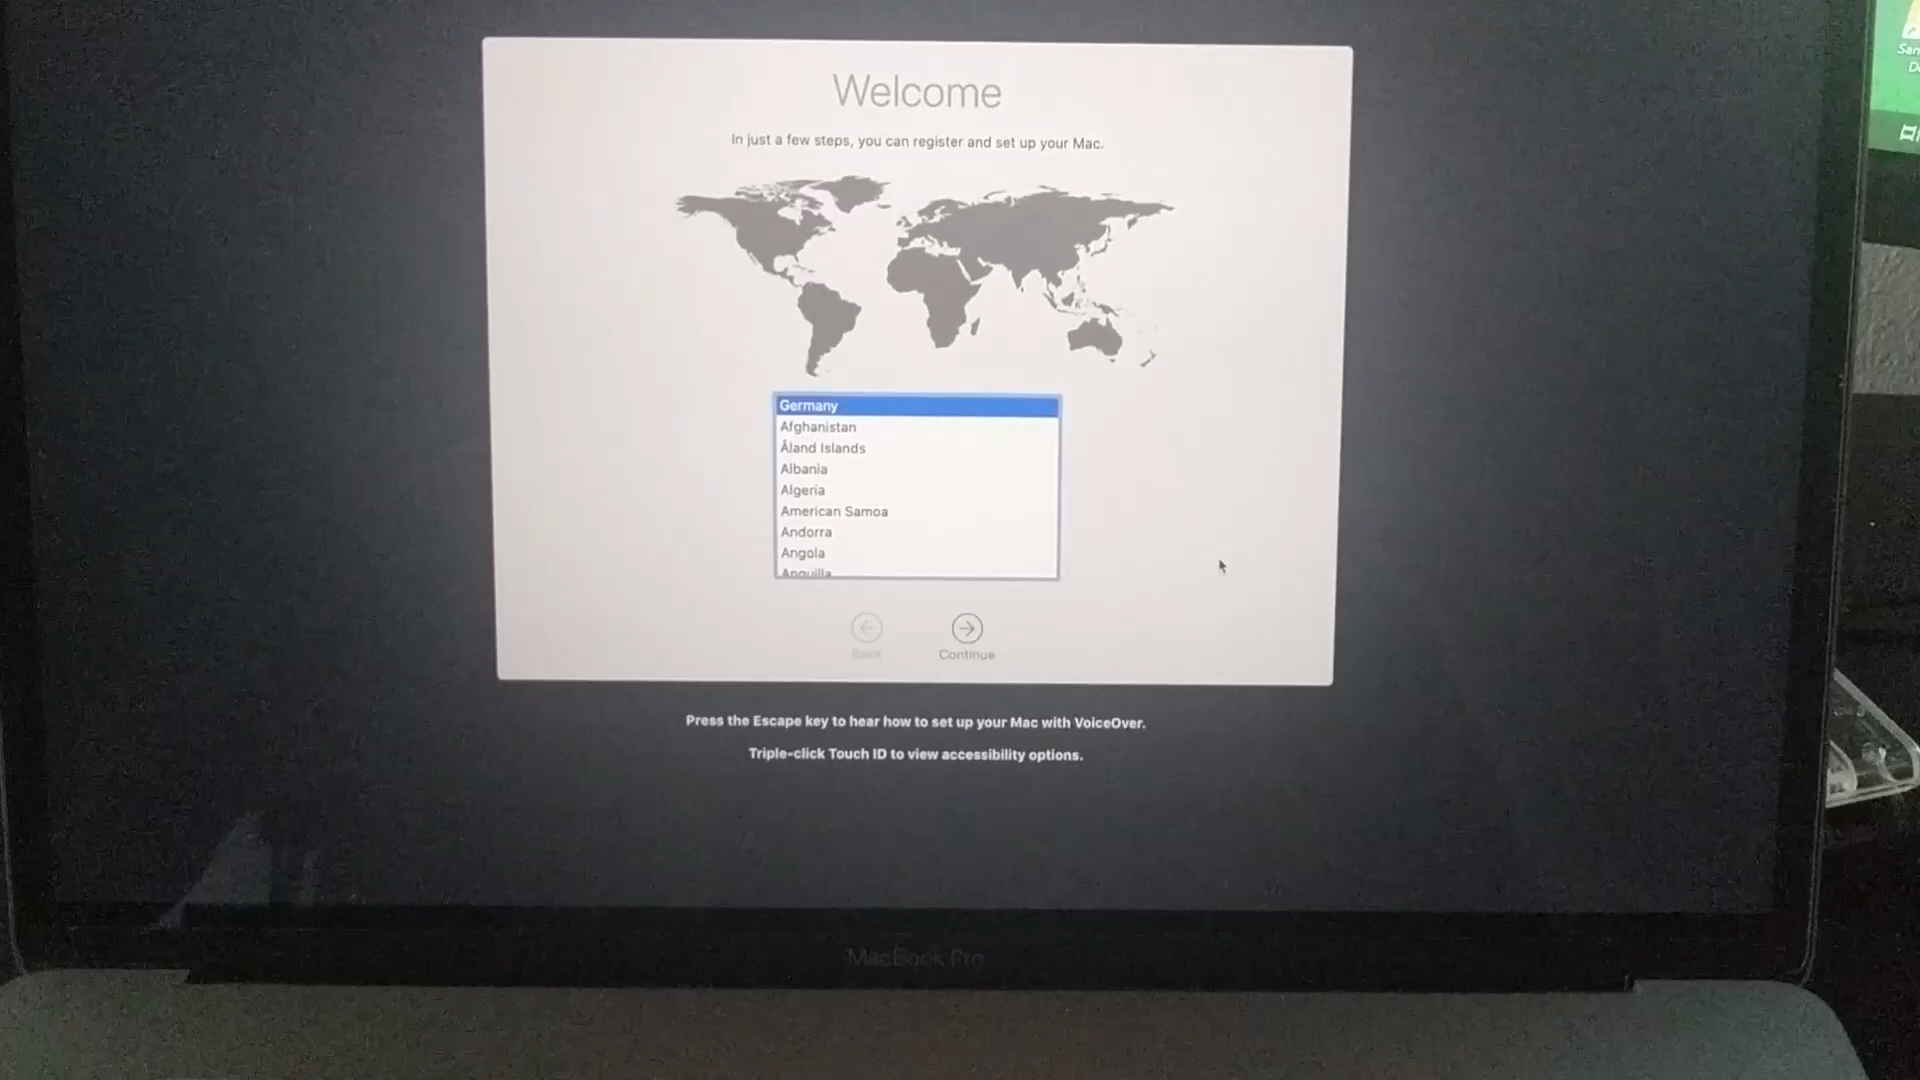 Welcome
In just a few steps, you can register and set up your Mac.
Germany
Afghanistan
Åland Islands
Albania
Algeria
American Samoa
Andorra
Angola
Anguilla
Back
Continue
Press the Escape key to hear how to set up your Mac with VoiceOver.
Triple-click Touch ID to view accessibility options.
MacBook Pro